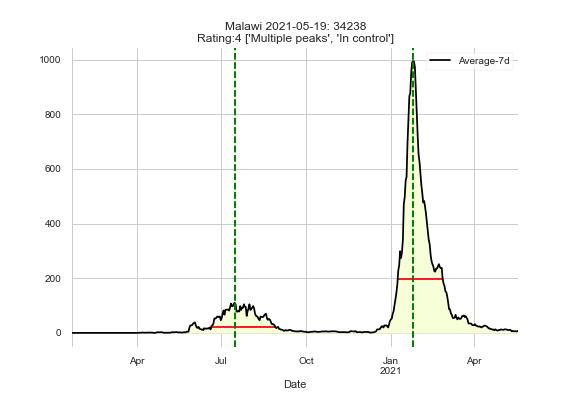 Malawi 2021-05-19: 34238
Rating:4 ['Multiple peaks', 'In control']
Average-7d
1000
800
600
400
200
0
Apr Jul Oct Jan Apr
2021
Date